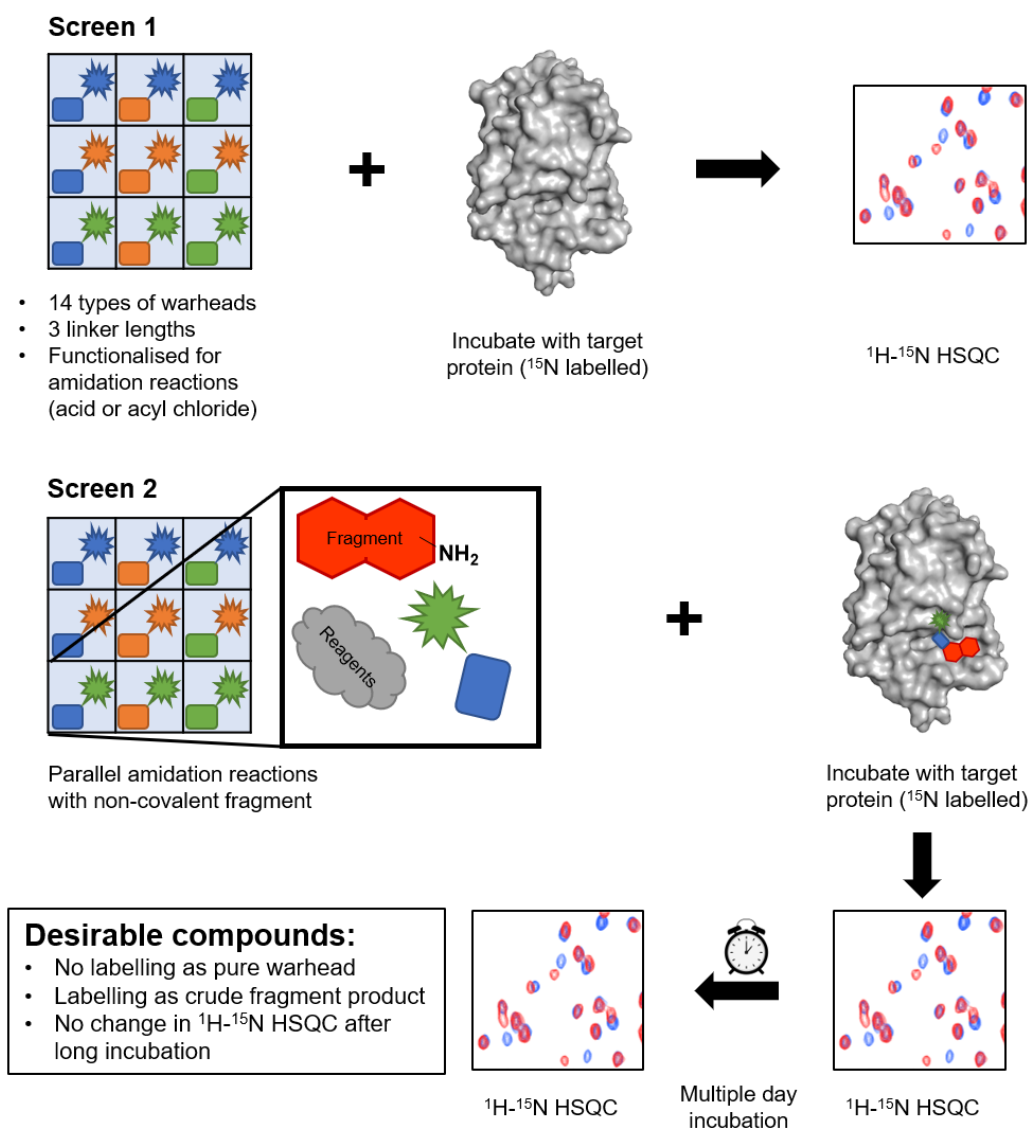 Screen 1
• 14 types of warheads
• 3 linker lengths
• Functionalised for
amidation reactions
(acid or acyl chloride)
Incubate with target
protein (¹⁵N labelled)
¹H-¹⁵N HSQC
Screen 2
Fragment
NH₂
Reagents
Parallel amidation reactions
with non-covalent fragment
Incubate with target
protein (¹⁵N labelled)
Desirable compounds:
• No labelling as pure warhead
• Labelling as crude fragment product
• No change in ¹H-¹⁵N HSQC after
long incubation
¹H-¹⁵N HSQC
Multiple day
incubation
¹H-¹⁵N HSQC